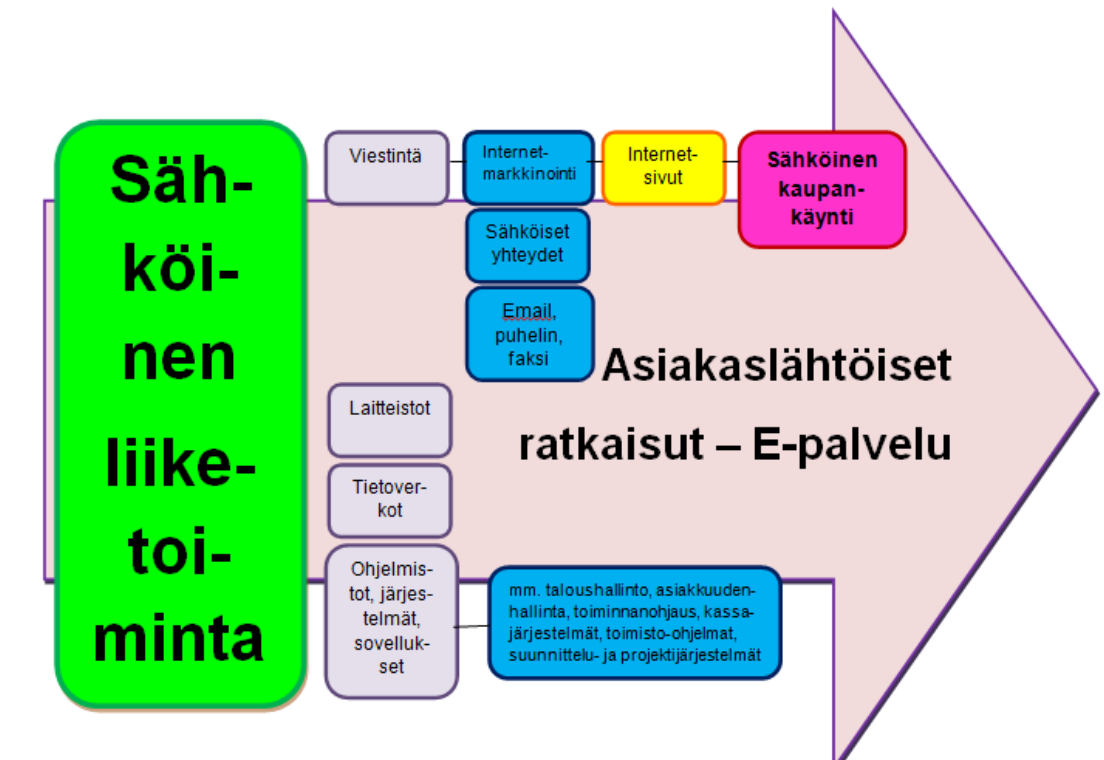 Säh-
köi-
nen
liike-
toi-
minta
Viestintä
Internet-
markkinointi
Internet-
sivut
Sähköinen
kaupan-
käynti
Sähköiset
yhteydet
Email,
puhelin,
faksi
Asiakaslähtöiset
ratkaisut – E-palvelu
Laitteistot
Tietover-
kot
Ohjelmis-
tot, järjes-
telmät,
sovelluk-
set
mm. taloushallinto, asiakkuuden-
hallinta, toiminnanohjaus, kassa-
järjestelmät, toimisto-ohjelmat,
suunnittelu- ja projektijärjestelmät